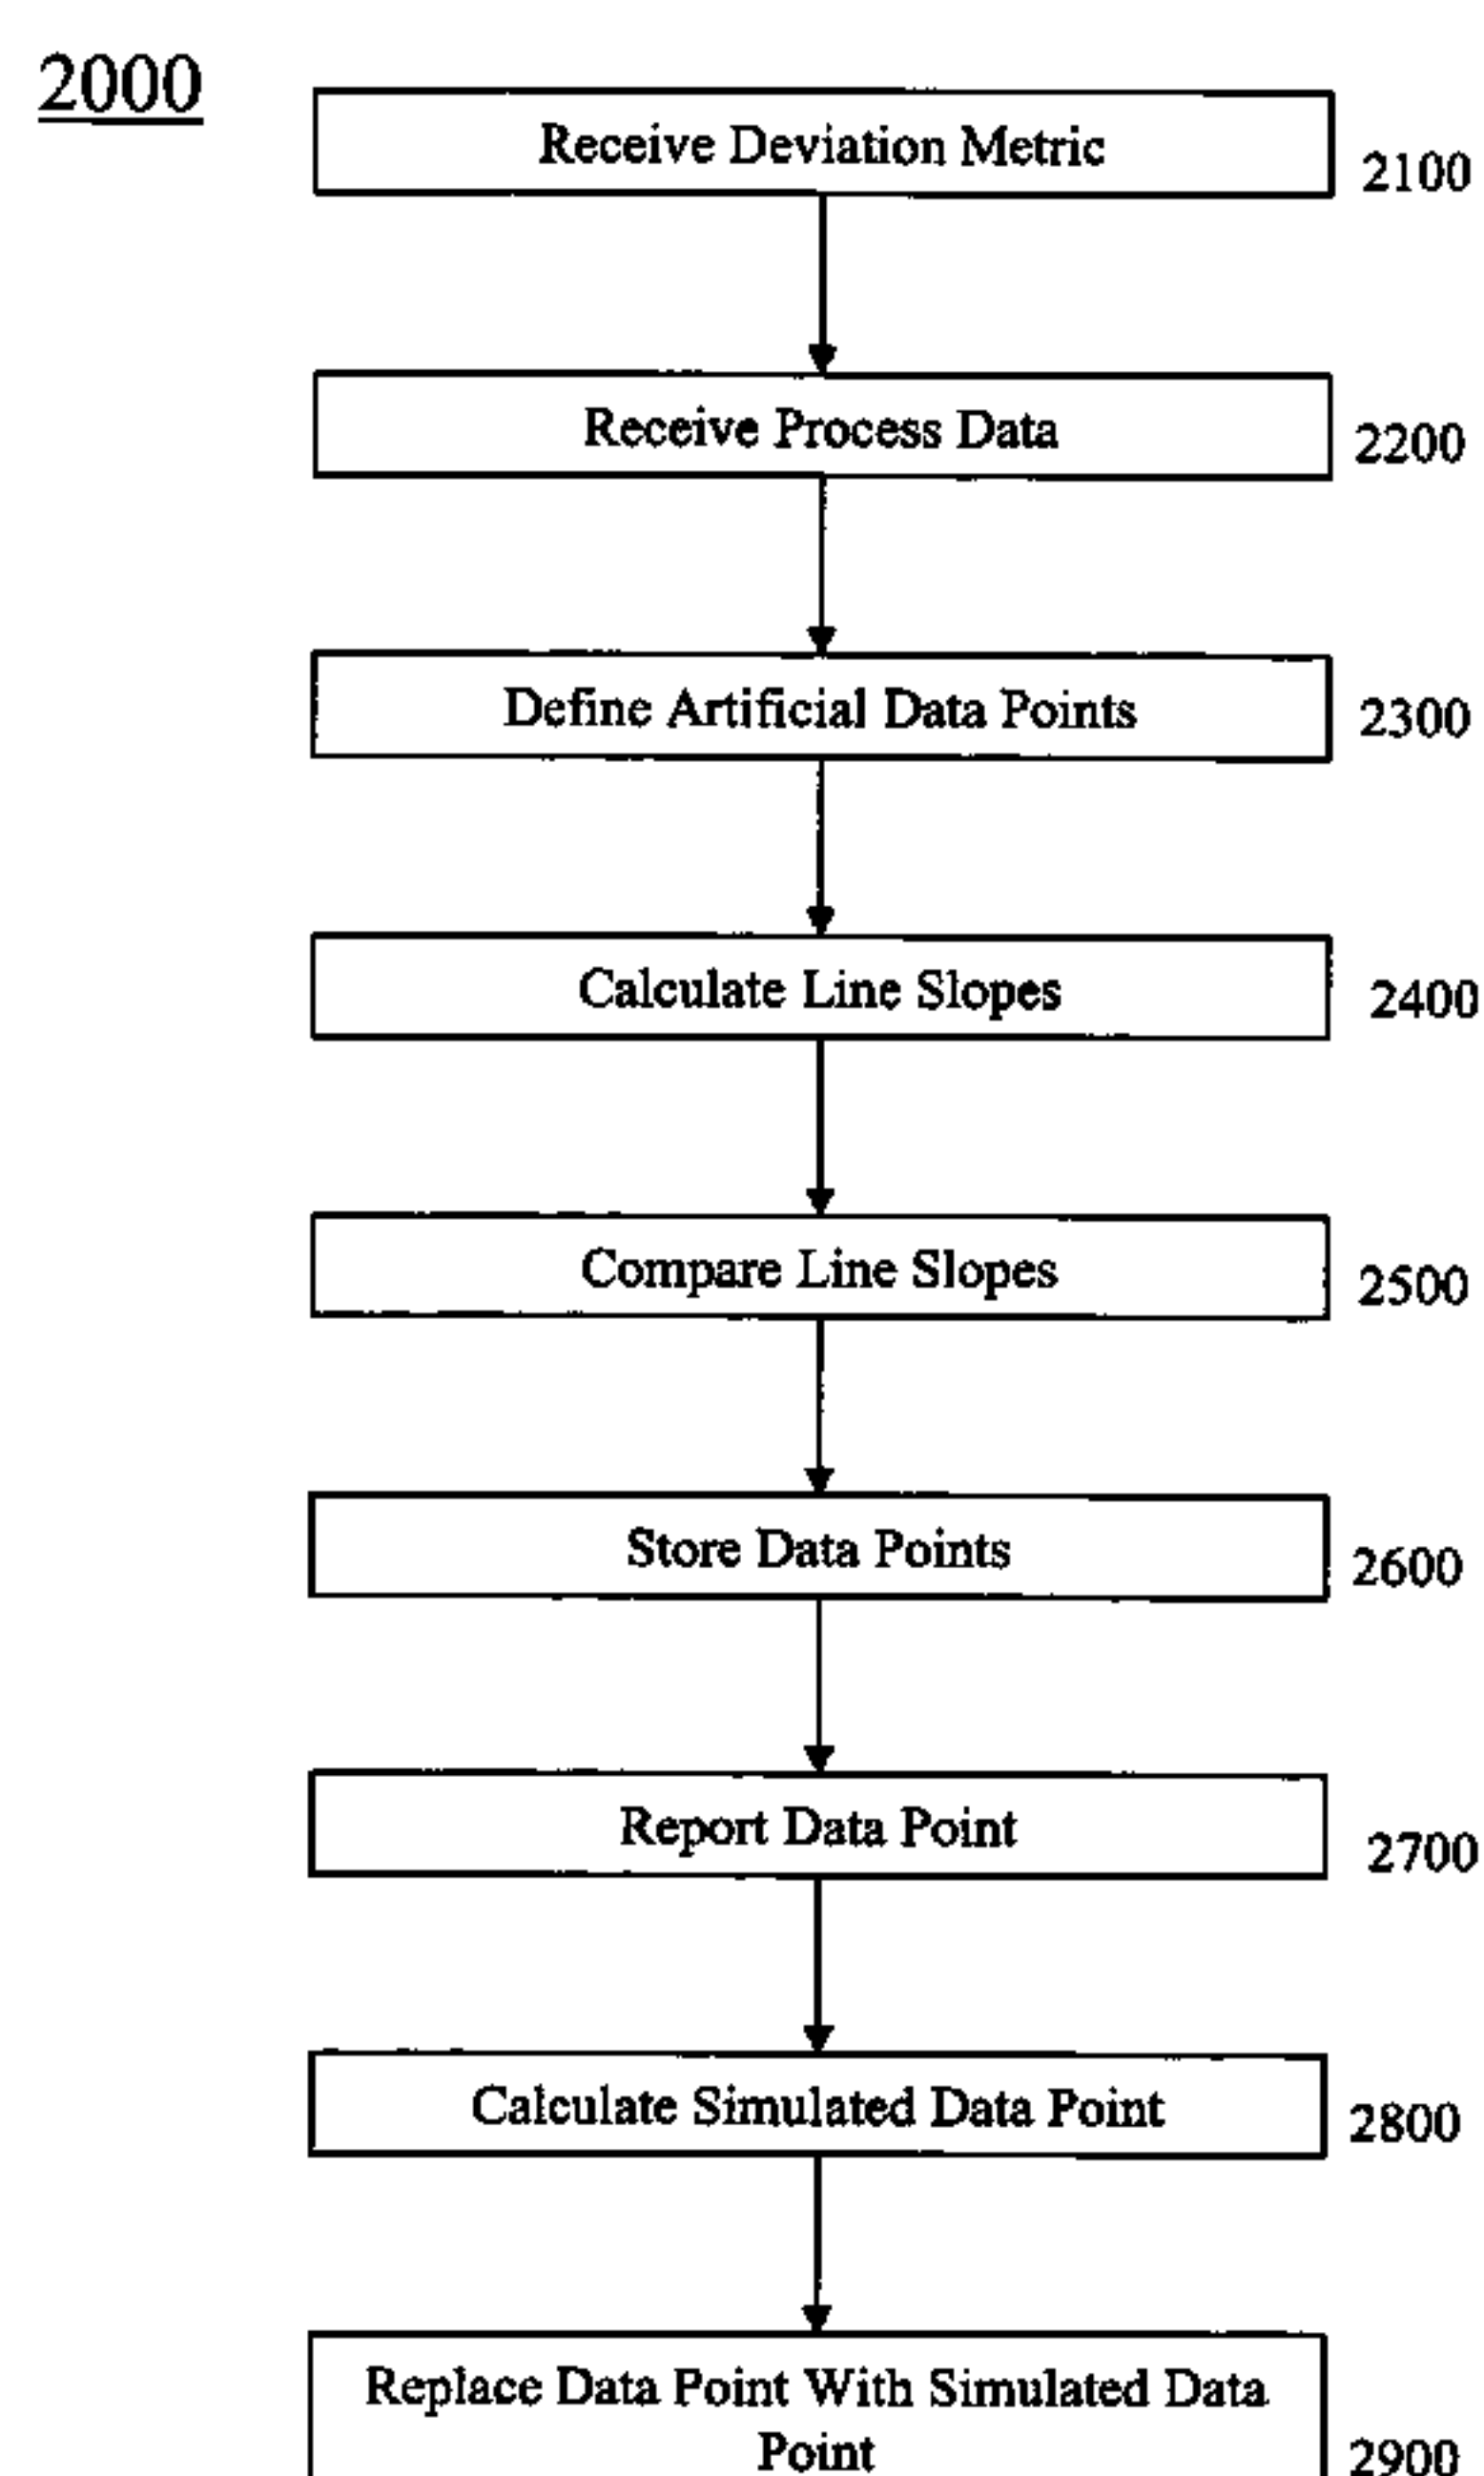 2000
Receive Deviation Metric
2100
Receive Process Data
2200
Define Artificial Data Points
2300
Calculate Line Slopes
2400
Compare Line Slopes
2500
Store Data Points
2600
Report Data Point
2700
Calculate Simulated Data Point
2800
Replace Data Point With Simulated Data
Point
2900